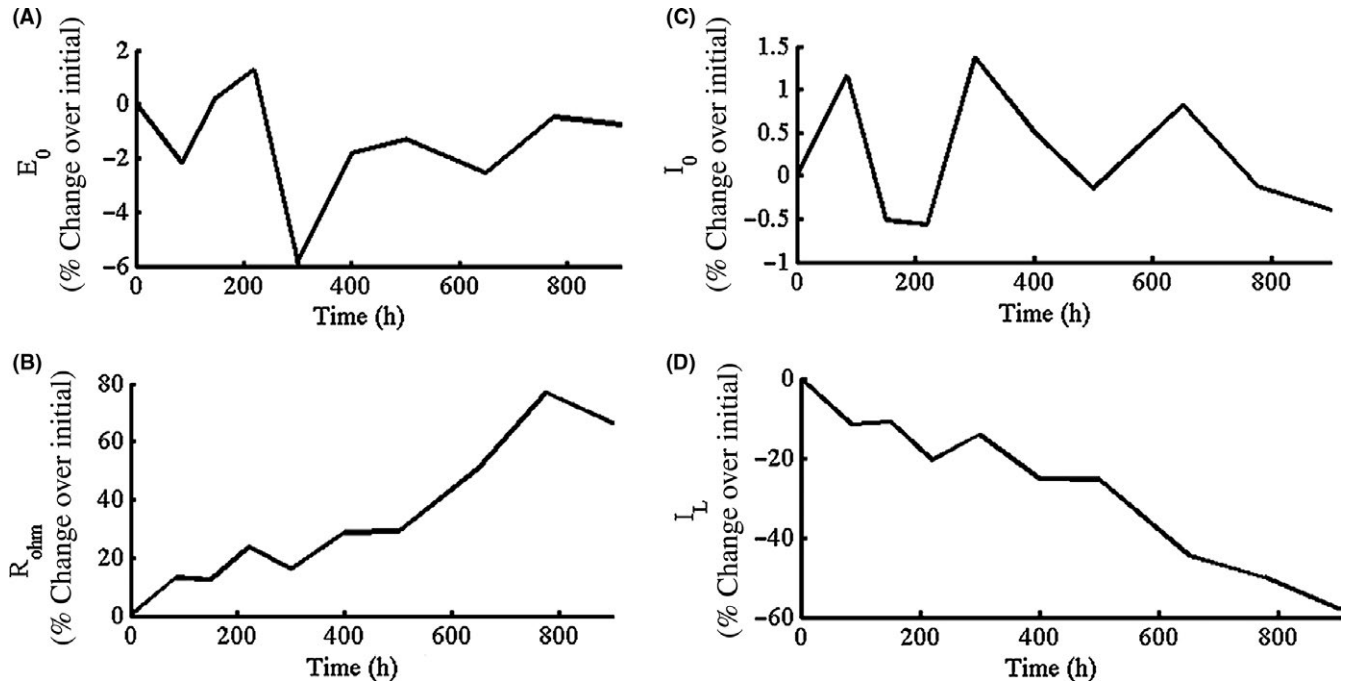 (A)
E0
(% Change over initial)
2
0
−2
−4
−6
0 200 400 600 800
Time (h)
(C)
I0
(% Change over initial)
1.5
1
0.5
0
−0.5
−1
0 200 400 600 800
Time (h)
(B)
Rohm
(% Change over initial)
80
60
40
20
0
0 200 400 600 800
Time (h)
(D)
IL
(% Change over initial)
0
−20
−40
−60
0 200 400 600 800
Time (h)